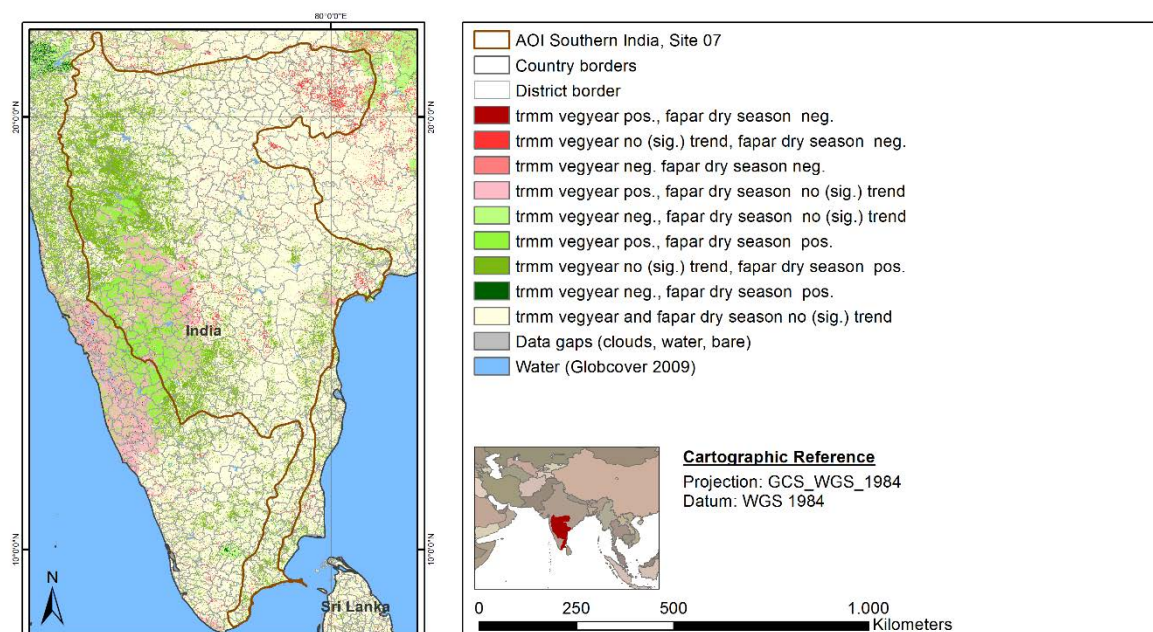 80°0'0"E
20°0'0"N
20°0'0"N
India
10°0'0"N
10°0'0"N
N
Sri Lanka
AOI Southern India, Site 07
Country borders
District border
trmm vegyear pos., fapar dry season neg.
trmm vegyear no (sig.) trend, fapar dry season neg.
trmm vegyear neg. fapar dry season neg.
trmm vegyear pos., fapar dry season no (sig.) trend
trmm vegyear neg., fapar dry season no (sig.) trend
trmm vegyear pos., fapar dry season pos.
trmm vegyear no (sig.) trend, fapar dry season pos.
trmm vegyear neg., fapar dry season pos.
trmm vegyear and fapar dry season no (sig.) trend
Data gaps (clouds, water, bare)
Water (Globcover 2009)
Cartographic Reference
Projection: GCS_WGS_1984
Datum: WGS 1984
0 250 500 1.000
Kilometers